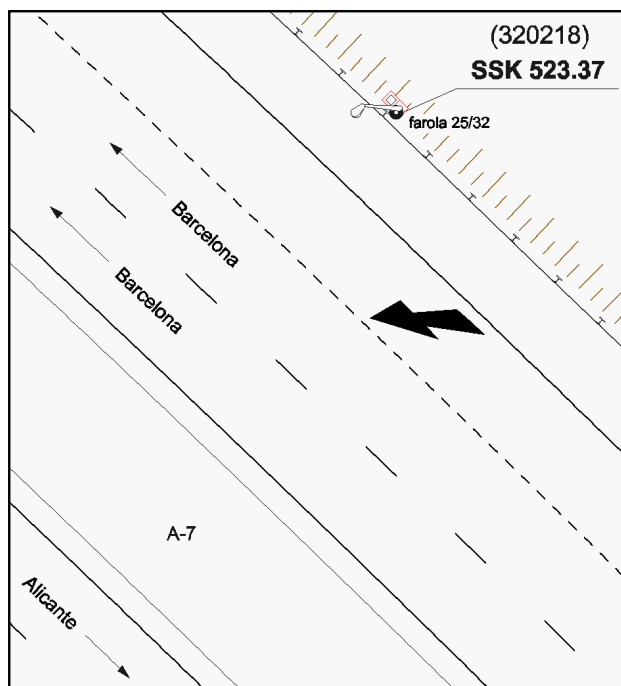 (320218)
SSK 523.37
farola 25/32
Barcelona
Barcelona
A-7
Alicante